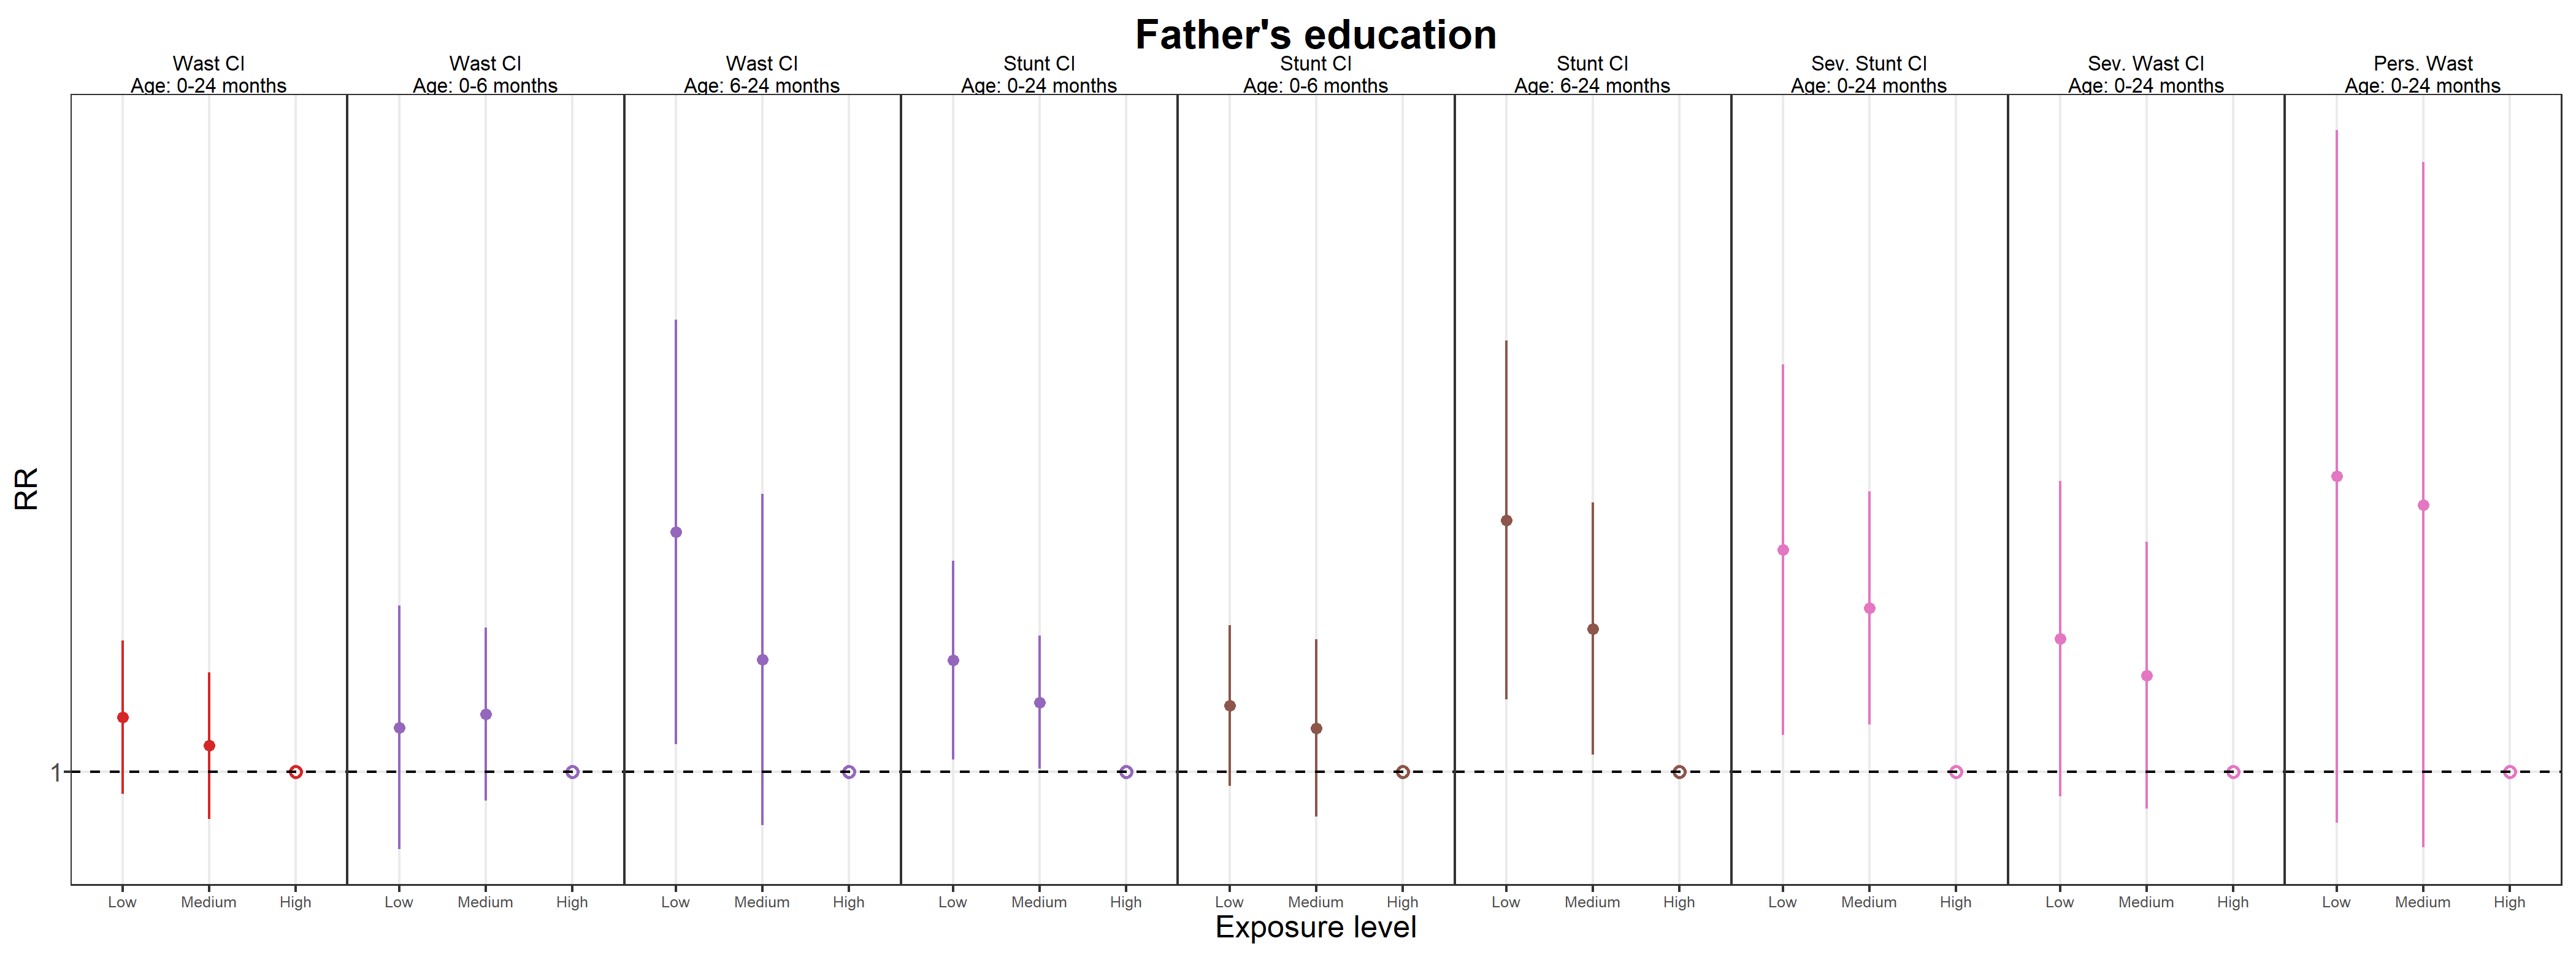 Father's education
Wast CI
Age: 0-24 months
Wast CI
Age: 0-6 months
Wast CI
Age: 6-24 months
Stunt CI
Age: 0-24 months
Stunt CI
Age: 0-6 months
Stunt CI
Age: 6-24 months
Sev. Stunt CI
Age: 0-24 months
Sev. Wast CI
Age: 0-24 months
Pers. Wast
Age: 0-24 months
RR
1
Low Medium High Low Medium High Low Medium High Low Medium High Low Medium High Low Medium High Low Medium High Low Medium High Low Medium High
Exposure level